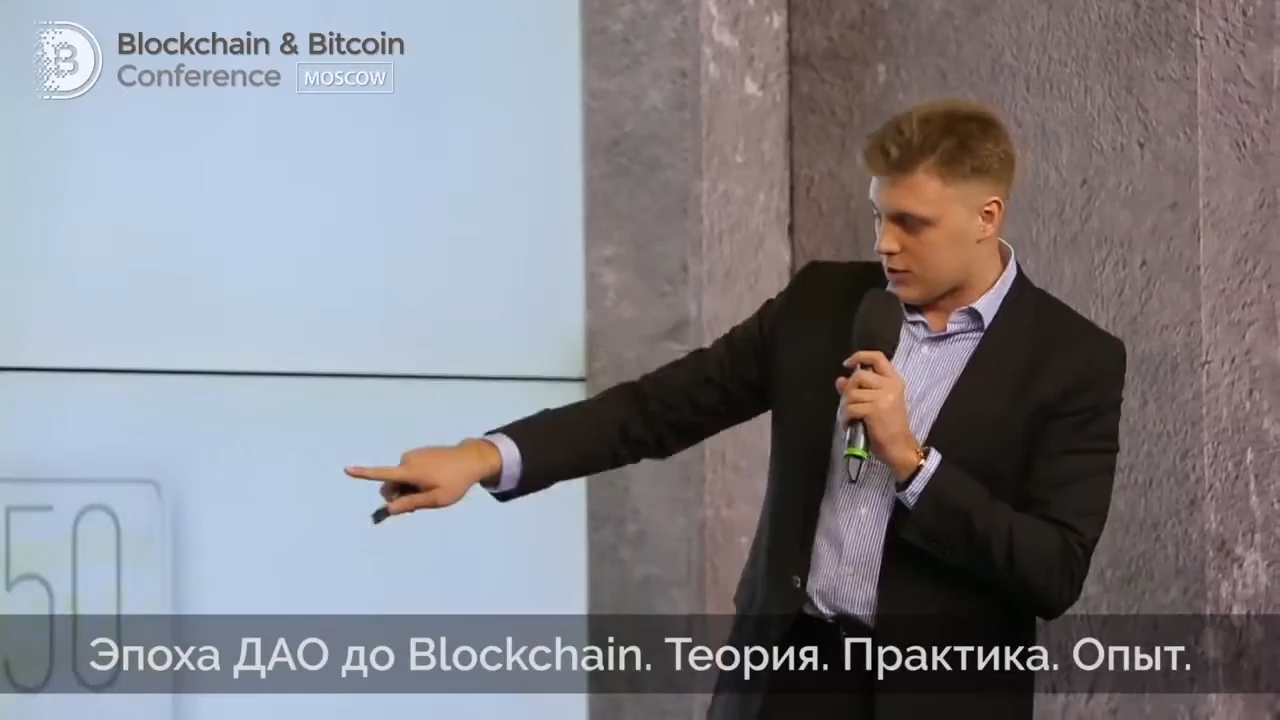 Blockchain & Bitcoin
Conference MOSCOW
50
Эпоха ДАО до Blockchain. Теория. Практика. Опыт.